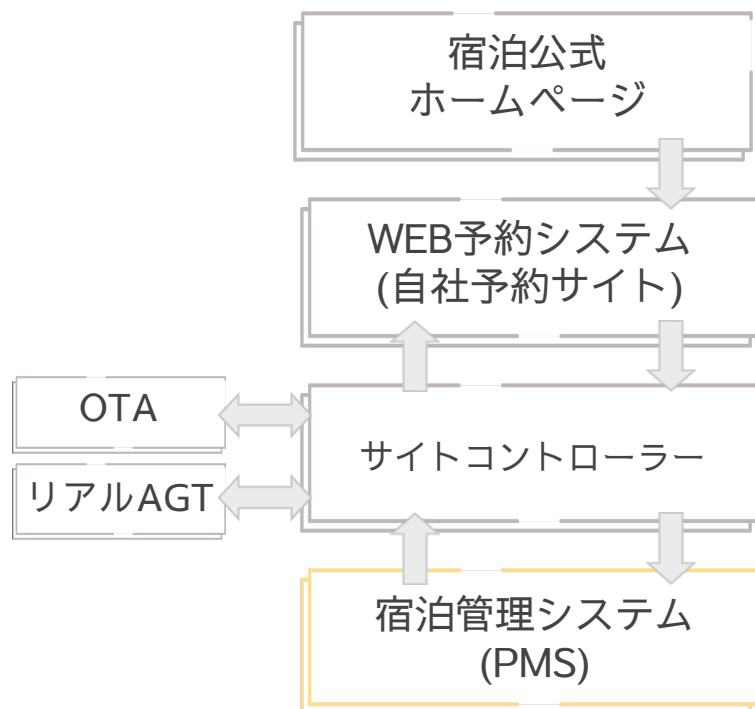 宿泊公式
ホームページ
WEB予約システム
(自社予約サイト)
OTA
サイトコントローラー
リアルAGT
宿泊管理システム
(PMS)